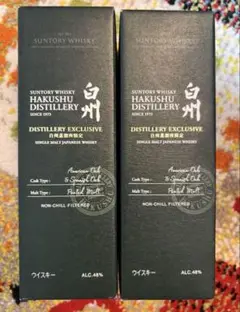 SUNTORY WHISKY
SUNTORY WHISKY
HAKUSHU
DISTILLERY
SINCE 1973
白州
DISTILLERY EXCLUSIVE
白州蒸溜所限定
SINGLE MALT JAPANESE WHISKY
Cask Type :
American Oak
& Spanish Oak
Malt Type :
Peated Malt
NON-CHILL FILTERED
ウイスキー
ALC.48%
SUNTORY WHISKY
SUNTORY WHISKY
HAKUSHU
DISTILLERY
SINCE 1973
白州
DISTILLERY EXCLUSIVE
白州蒸溜所限定
SINGLE MALT JAPANESE WHISKY
Cask Type :
American Oak
& Spanish Oak
Malt Type :
Peated Malt
NON-CHILL FILTERED
ウイスキー
ALC.48%